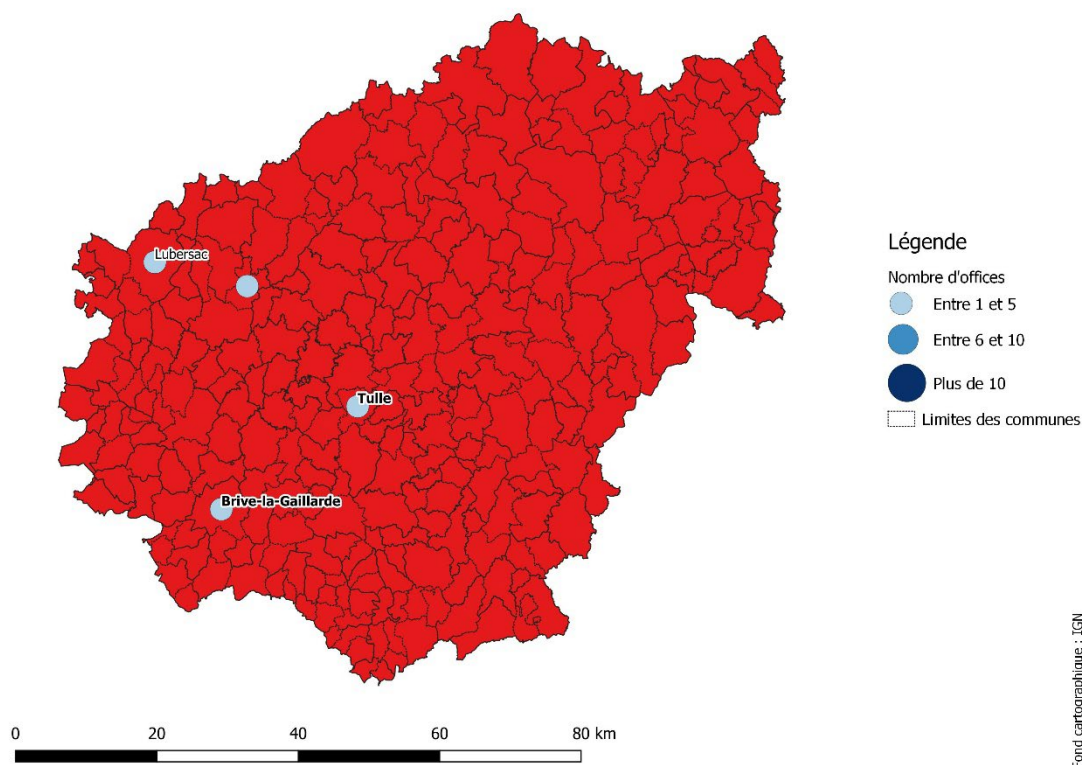 Lubersac
Tulle
Brive-la-Gaillarde
Légende
Nombre d'offices
Entre 1 et 5
Entre 6 et 10
Plus de 10
Limites des communes
0 20 40 60 80 km
Fond cartographique : IGN